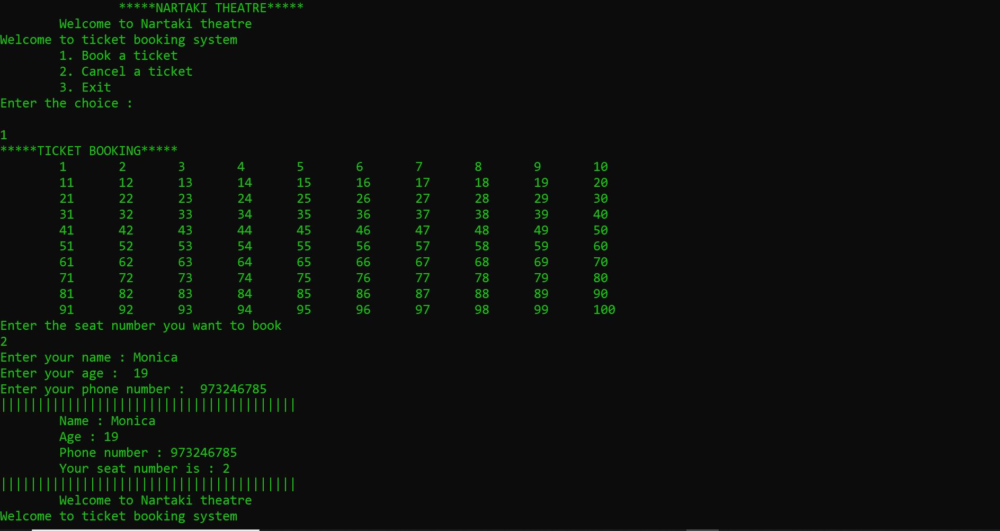 *****NARTAKI THEATRE*****
Welcome to Nartaki theatre
Welcome to ticket booking system
1. Book a ticket
2. Cancel a ticket
3. Exit
Enter the choice :
1
*****TICKET BOOKING*****
1 2 3 4 5 6 7 8 9 10
11 12 13 14 15 16 17 18 19 20
21 22 23 24 25 26 27 28 29 30
31 32 33 34 35 36 37 38 39 40
41 42 43 44 45 46 47 48 49 50
51 52 53 54 55 56 57 58 59 60
61 62 63 64 65 66 67 68 69 70
71 72 73 74 75 76 77 78 79 80
81 82 83 84 85 86 87 88 89 90
91 92 93 94 95 96 97 98 99 100
Enter the seat number you want to book
2
Enter your name : Monica
Enter your age :  19
Enter your phone number :  973246785
||||||||||||||||||||||||||||||||||||||||
Name : Monica
Age : 19
Phone number : 973246785
Your seat number is : 2
||||||||||||||||||||||||||||||||||||||||
Welcome to Nartaki theatre
Welcome to ticket booking system